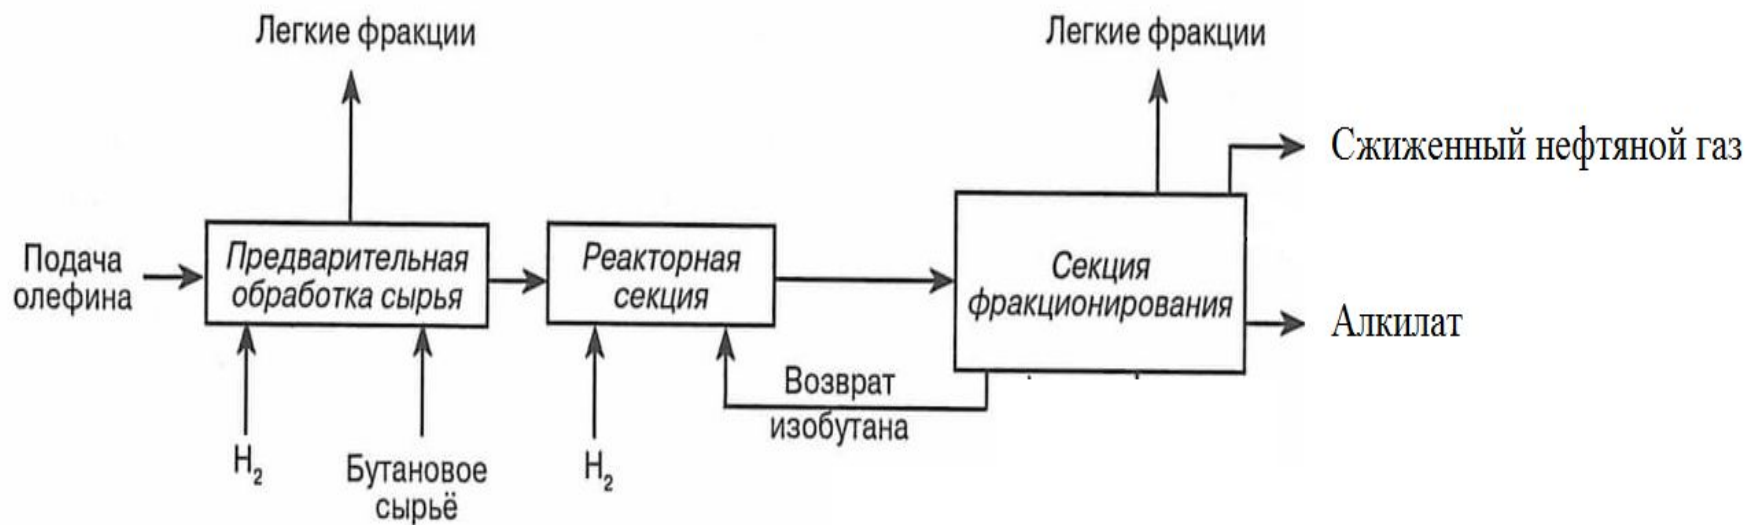 Легкие фракции
Легкие фракции
Сжиженный нефтяной газ
Подача
олефина
Предварительная
обработка сырья
Реакторная
секция
Секция
фракционирования
Алкилат
Возврат
изобутана
H₂
Бутановое
сырьё
H₂